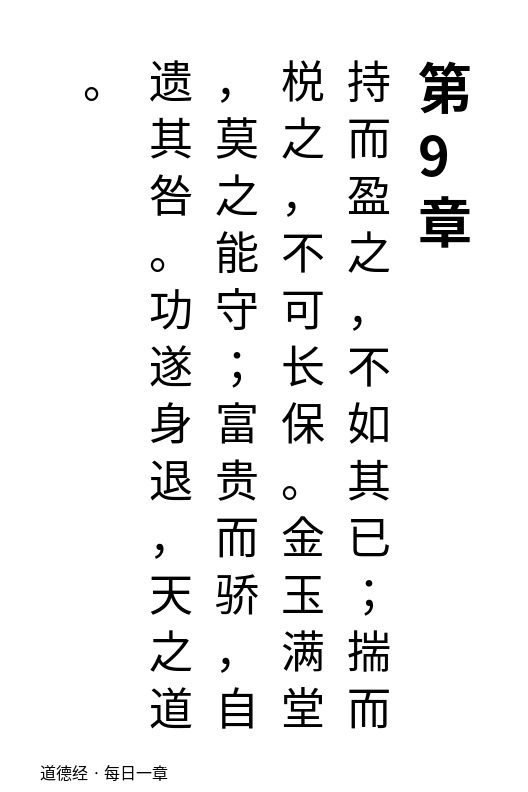 第9章
持而盈之，不如其已；揣而
棁之，不可长保。金玉满堂
，莫之能守；富贵而骄，自
遗其咎。功遂身退，天之道
。
道德经 · 每日一章